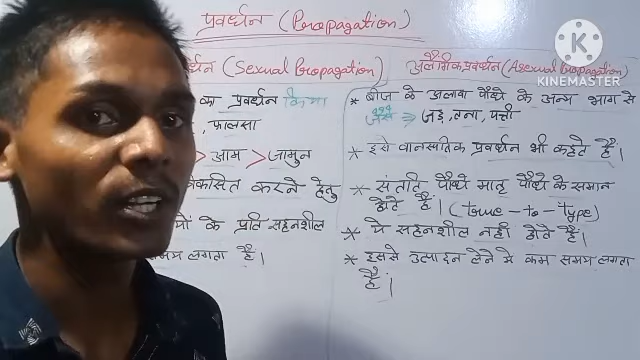 प्रवर्धन (Propagation)
र्धन (Sexual Propagation)
का प्रवर्धन किया
, फालसा
> आम > जामुन
विकसित करने हेतु
के प्रति सहनशील
समय लगता है।
अलैंगिक प्रवर्धन (Asexual Propagation)
* बीज के अलावा पौधे के अन्य भाग से
जैसे ⇒ जड़, तना, पत्ती
* इसे वानस्पतिक प्रवर्धन भी कहते हैं।
* संतति पौधे मातृ पौधे के समान
होते हैं। (true-to-type)
* ये सहनशील नहीं होते हैं।
* इससे उत्पादन लेने मे कम समय लगता
है।
KINEMASTER